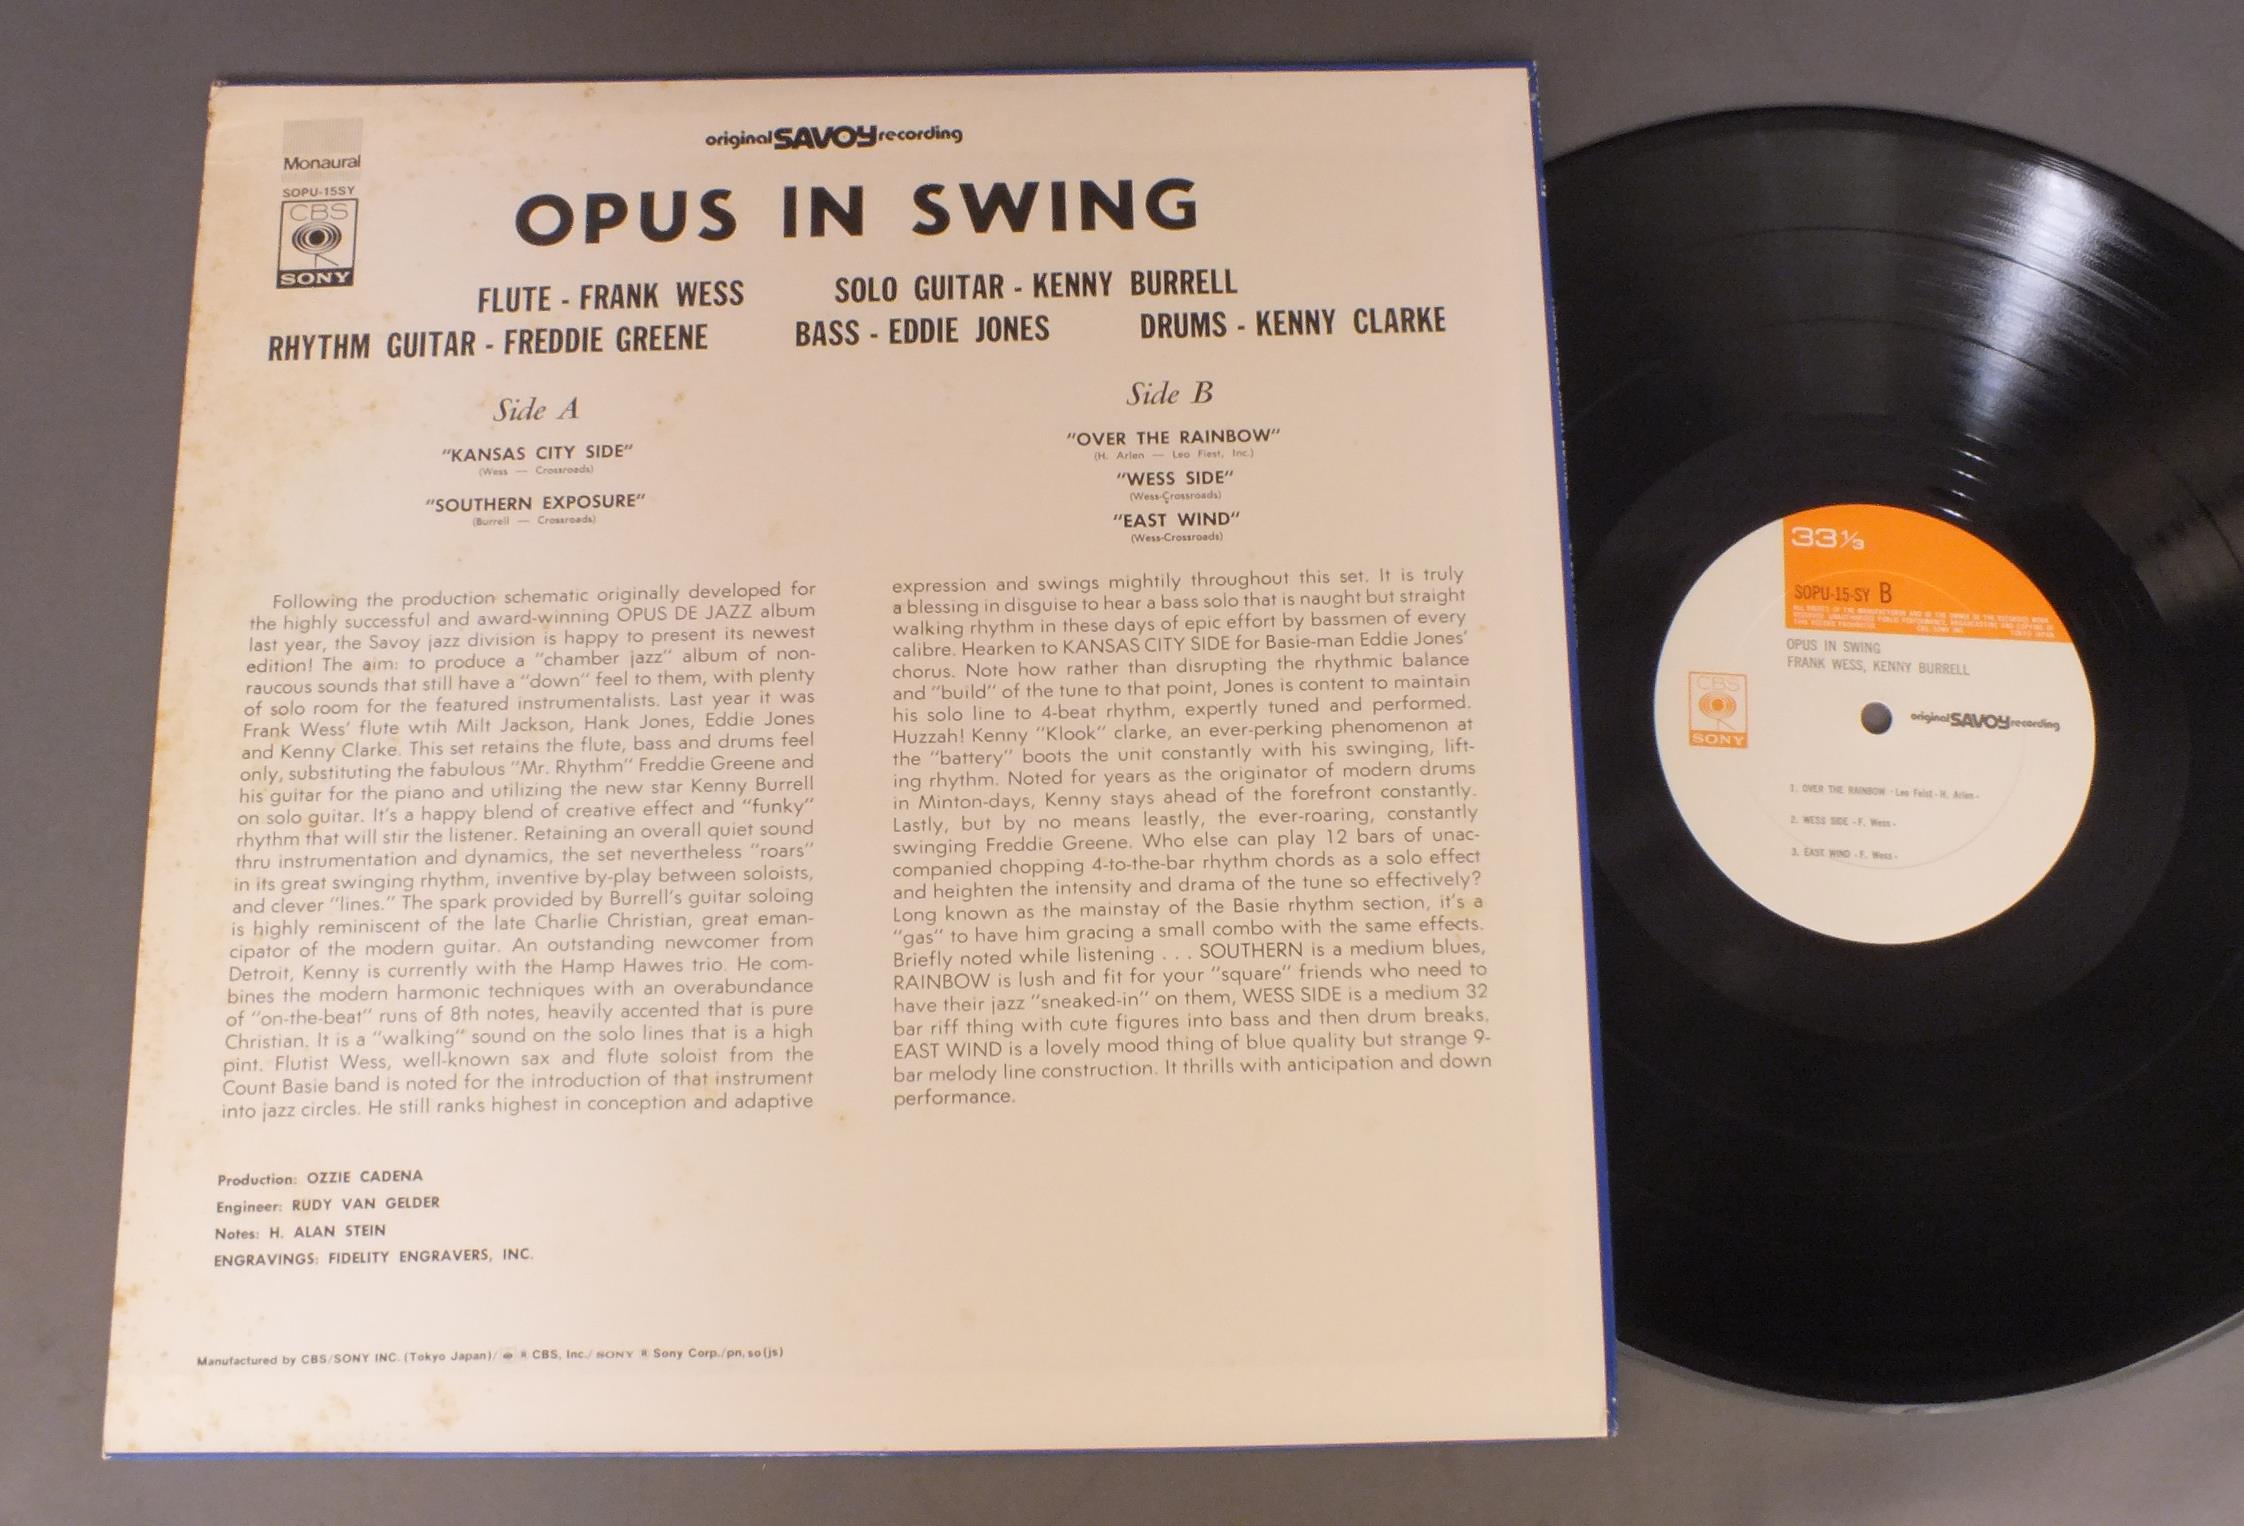 original SAVOY recording
Monaural
SOPU-15SY
CBS
SONY
OPUS IN SWING
FLUTE - FRANK WESS SOLO GUITAR - KENNY BURRELL
RHYTHM GUITAR - FREDDIE GREENE BASS - EDDIE JONES DRUMS - KENNY CLARKE
Side A
"KANSAS CITY SIDE"
(Wess — Crossroads)
"SOUTHERN EXPOSURE"
(Burrell — Crossroads)
Side B
"OVER THE RAINBOW"
(H. Arlen — Leo Fiest, Inc.)
"WESS SIDE"
(Wess-Crossroads)
"EAST WIND"
(Wess-Crossroads)
Following the production schematic originally developed for
the highly successful and award-winning OPUS DE JAZZ album
last year, the Savoy jazz division is happy to present its newest
edition! The aim: to produce a "chamber jazz" album of non-
raucous sounds that still have a "down" feel to them, with plenty
of solo room for the featured instrumentalists. Last year it was
Frank Wess' flute wtih Milt Jackson, Hank Jones, Eddie Jones
and Kenny Clarke. This set retains the flute, bass and drums feel
only, substituting the fabulous "Mr. Rhythm" Freddie Greene and
his guitar for the piano and utilizing the new star Kenny Burrell
on solo guitar. It's a happy blend of creative effect and "funky"
rhythm that will stir the listener. Retaining an overall quiet sound
thru instrumentation and dynamics, the set nevertheless "roars"
in its great swinging rhythm, inventive by-play between soloists,
and clever "lines." The spark provided by Burrell's guitar soloing
is highly reminiscent of the late Charlie Christian, great eman-
cipator of the modern guitar. An outstanding newcomer from
Detroit, Kenny is currently with the Hamp Hawes trio. He com-
bines the modern harmonic techniques with an overabundance
of "on-the-beat" runs of 8th notes, heavily accented that is pure
Christian. It is a "walking" sound on the solo lines that is a high
pint. Flutist Wess, well-known sax and flute soloist from the
Count Basie band is noted for the introduction of that instrument
into jazz circles. He still ranks highest in conception and adaptive
expression and swings mightily throughout this set. It is truly
a blessing in disguise to hear a bass solo that is naught but straight
walking rhythm in these days of epic effort by bassmen of every
calibre. Hearken to KANSAS CITY SIDE for Basie-man Eddie Jones'
chorus. Note how rather than disrupting the rhythmic balance
and "build" of the tune to that point, Jones is content to maintain
his solo line to 4-beat rhythm, expertly tuned and performed.
Huzzah! Kenny "Klook" clarke, an ever-perking phenomenon at
the "battery" boots the unit constantly with his swinging, lift-
ing rhythm. Noted for years as the originator of modern drums
in Minton-days, Kenny stays ahead of the forefront constantly.
Lastly, but by no means leastly, the ever-roaring, constantly
swinging Freddie Greene. Who else can play 12 bars of unac-
companied chopping 4-to-the-bar rhythm chords as a solo effect
and heighten the intensity and drama of the tune so effectively?
Long known as the mainstay of the Basie rhythm section, it's a
"gas" to have him gracing a small combo with the same effects.
Briefly noted while listening . . . SOUTHERN is a medium blues,
RAINBOW is lush and fit for your "square" friends who need to
have their jazz "sneaked-in" on them, WESS SIDE is a medium 32
bar riff thing with cute figures into bass and then drum breaks,
EAST WIND is a lovely mood thing of blue quality but strange 9-
bar melody line construction. It thrills with anticipation and down
performance.
Production: OZZIE CADENA
Engineer: RUDY VAN GELDER
Notes: H. ALAN STEIN
ENGRAVINGS: FIDELITY ENGRAVERS, INC.
Manufactured by CBS/SONY INC. (Tokyo Japan)/ ® CBS, Inc./ SONY ® Sony Corp./pn, so (js)
33⅓
SOPU-15-SY B
OPUS IN SWING
FRANK WESS, KENNY BURRELL
CBS
SONY
original SAVOY recording
1. OVER THE RAINBOW - Leo Feist - H. Arlen -
2. WESS SIDE - F. Wess -
3. EAST WIND - F. Wess -